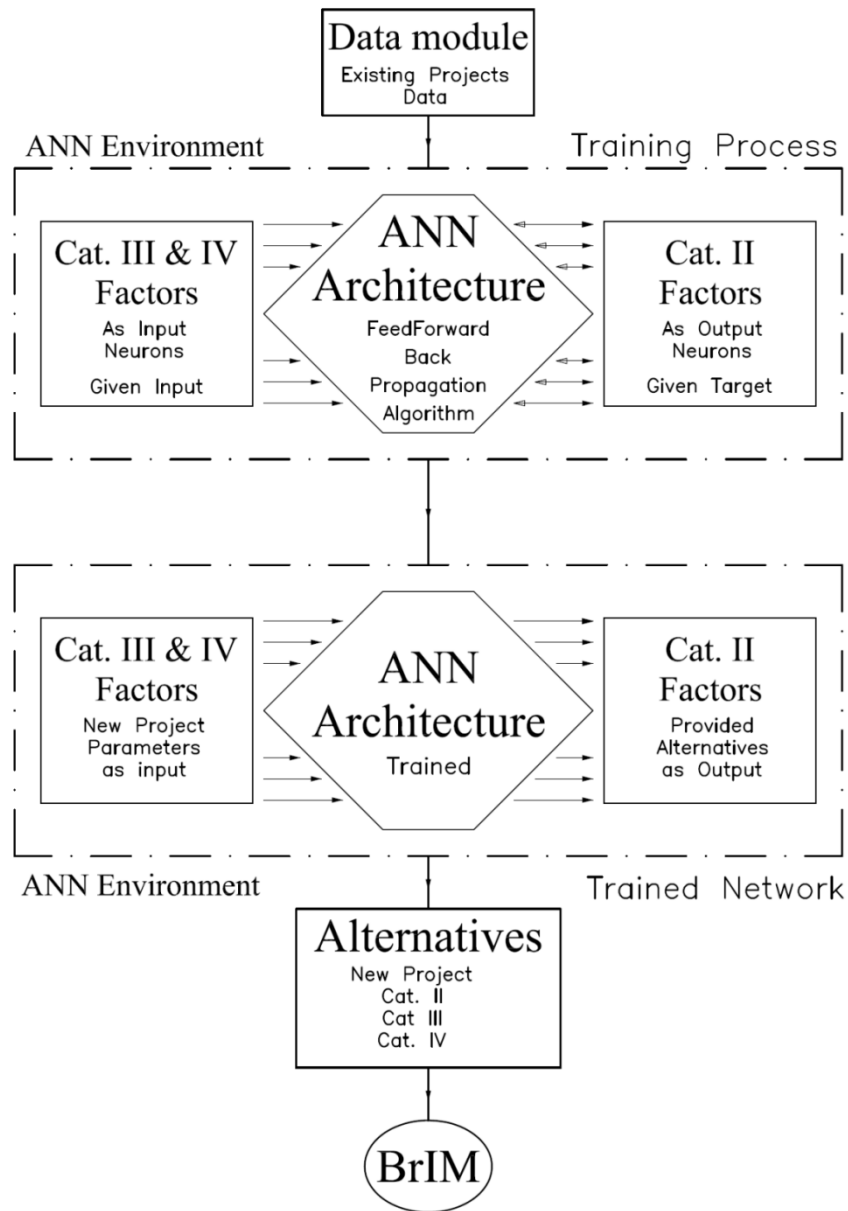 Data module
Existing Projects
Data
ANN Environment
Training Process
Cat. III & IV
Factors
As Input
Neurons
Given Input
ANN
Architecture
FeedForward
Back
Propagation
Algorithm
Cat. II
Factors
As Output
Neurons
Given Target
Cat. III & IV
Factors
New Project
Parameters
as input
ANN
Architecture
Trained
Cat. II
Factors
Provided
Alternatives
as Output
ANN Environment
Trained Network
Alternatives
New Project
Cat. II
Cat III
Cat. IV
BrIM